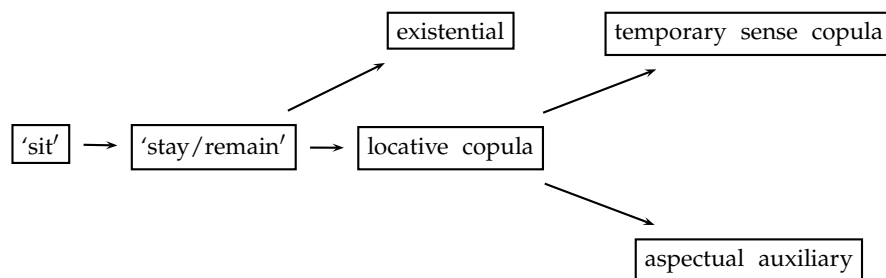 existential
temporary sense copula
‘sit’
‘stay/remain’
locative copula
aspectual auxiliary